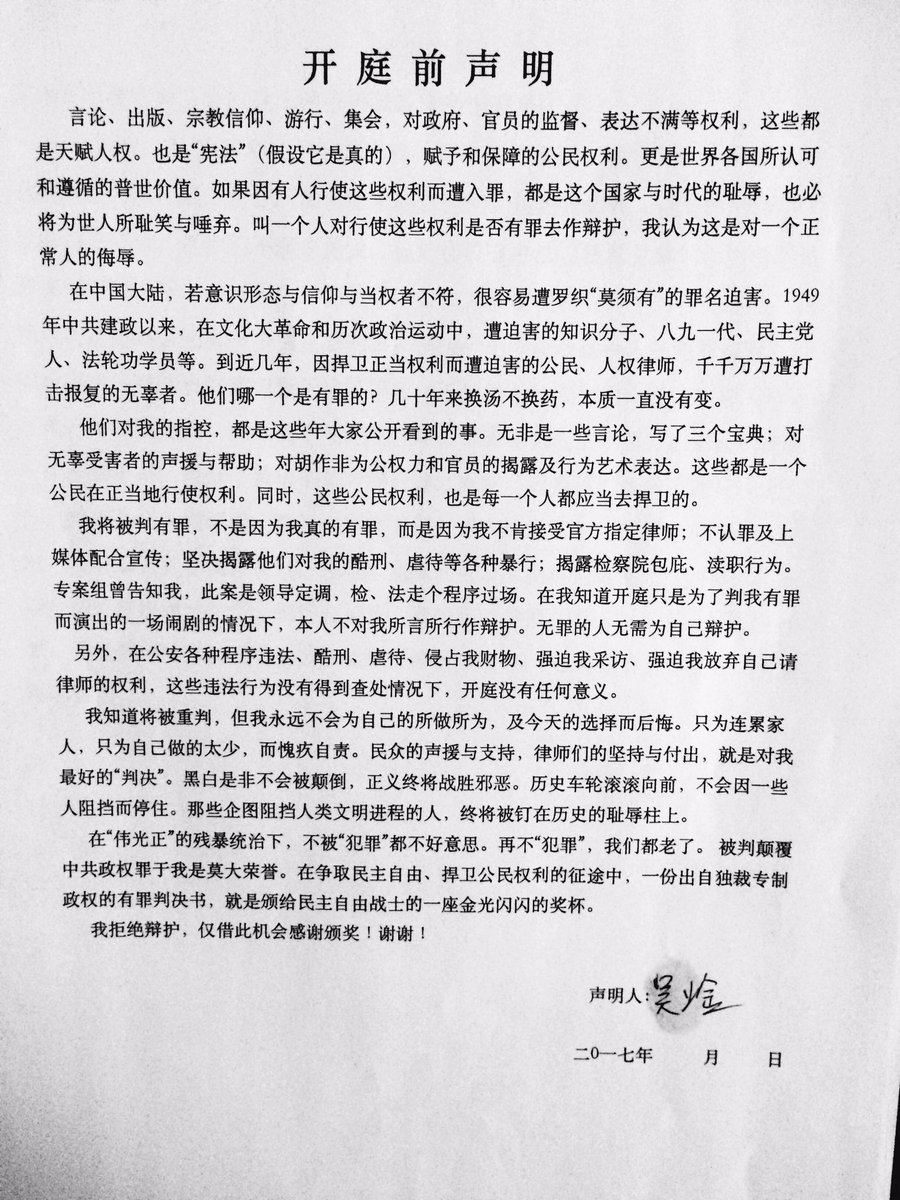 开庭前声明
言论、出版、宗教信仰、游行、集会，对政府、官员的监督、表达不满等权利，这些都
是天赋人权。也是“宪法”（假设它是真的），赋予和保障的公民权利。更是世界各国所认可
和遵循的普世价值。如果因有人行使这些权利而遭入罪，都是这个国家与时代的耻辱，也必
将为世人所耻笑与唾弃。叫一个人对行使这些权利是否有罪去作辩护，我认为这是对一个正
常人的侮辱。
在中国大陆，若意识形态与信仰与当权者不符，很容易遭罗织“莫须有”的罪名迫害。1949
年中共建政以来，在文化大革命和历次政治运动中，遭迫害的知识分子、八九一代、民主党
人、法轮功学员等。到近几年，因捍卫正当权利而遭迫害的公民、人权律师，千千万万遭打
击报复的无辜者。他们哪一个是有罪的？几十年来换汤不换药，本质一直没有变。
他们对我的指控，都是这些年大家公开看到的事。无非是一些言论，写了三个宝典；对
无辜受害者的声援与帮助；对胡作非为公权力和官员的揭露及行为艺术表达。这些都是一个
公民在正当地行使权利。同时，这些公民权利，也是每一个人都应当去捍卫的。
我将被判有罪，不是因为我真的有罪，而是因为我不肯接受官方指定律师；不认罪及上
媒体配合宣传；坚决揭露他们对我的酷刑、虐待等各种暴行；揭露检察院包庇、渎职行为。
专案组曾告知我，此案是领导定调，检、法走个程序过场。在我知道开庭只是为了判我有罪
而演出的一场闹剧的情况下，本人不对我所言所行作辩护。无罪的人无需为自己辩护。
另外，在公安各种程序违法、酷刑、虐待、侵占我财物、强迫我采访、强迫我放弃自己请
律师的权利，这些违法行为没有得到查处情况下，开庭没有任何意义。
我知道将被重判，但我永远不会为自己的所做所为，及今天的选择而后悔。只为连累家
人，只为自己做的太少，而愧疚自责。民众的声援与支持，律师们的坚持与付出，就是对我
最好的“判决”。黑白是非不会被颠倒，正义终将战胜邪恶。历史车轮滚滚向前，不会因一些
人阻挡而停住。那些企图阻挡人类文明进程的人，终将被钉在历史的耻辱柱上。
在“伟光正”的残暴统治下，不被“犯罪”都不好意思。再不“犯罪”，我们都老了。 被判颠覆
中共政权罪于我是莫大荣誉。在争取民主自由、捍卫公民权利的征途中，一份出自独裁专制
政权的有罪判决书，就是颁给民主自由战士的一座金光闪闪的奖杯。
我拒绝辩护，仅借此机会感谢颁奖！谢谢！
声明人：吴淦
二〇一七年 月 日